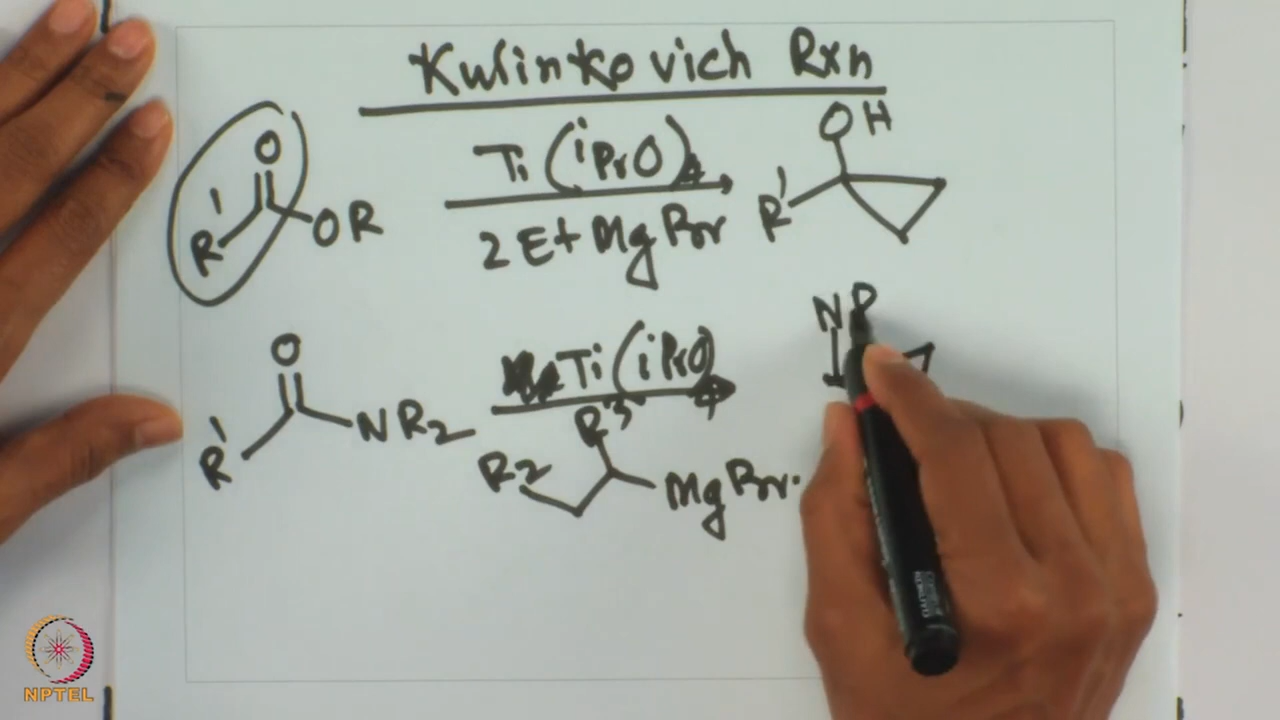 Kulinkovich Rxn
O
R' OR
Ti(iPrO)4
2 EtMgBr
OH
R'
O
R' NR2
Ti(iPrO)4
R3
R2 MgBr.
NR
NPTEL